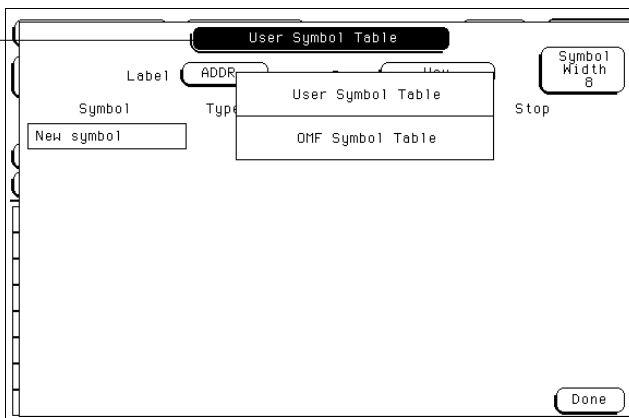 User Symbol Table
Symbol Width 8
Label ADDR
User Symbol Table
Symbol Type Stop
New symbol
OMF Symbol Table
Done